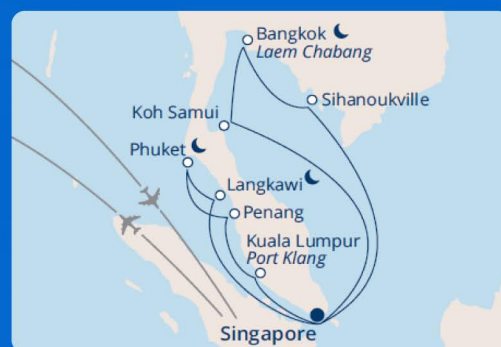 Bangkok
Laem Chabang
Sihanoukville
Koh Samui
Phuket
Langkawi
Penang
Kuala Lumpur
Port Klang
Singapore